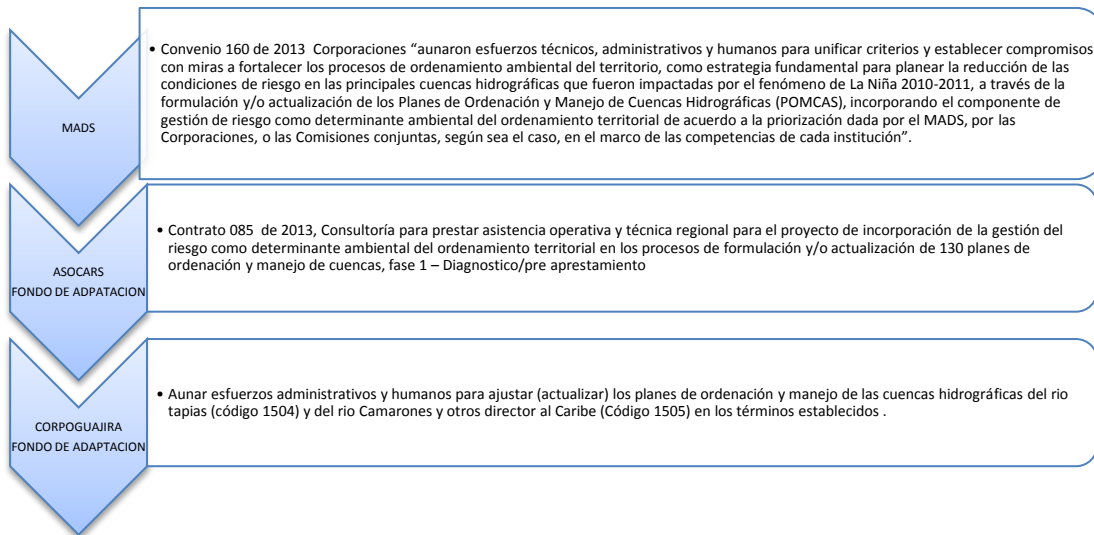 MADS
• Convenio 160 de 2013 Corporaciones “aunaron esfuerzos técnicos, administrativos y humanos para unificar criterios y establecer compromisos
con miras a fortalecer los procesos de ordenamiento ambiental del territorio, como estrategia fundamental para planear la reducción de las
condiciones de riesgo en las principales cuencas hidrográficas que fueron impactadas por el fenómeno de La Niña 2010-2011, a través de la
formulación y/o actualización de los Planes de Ordenación y Manejo de Cuencas Hidrográficas (POMCAS), incorporando el componente de
gestión de riesgo como determinante ambiental del ordenamiento territorial de acuerdo a la priorización dada por el MADS, por las
Corporaciones, o las Comisiones conjuntas, según sea el caso, en el marco de las competencias de cada institución”.
ASOCARS
FONDO DE ADPATACION
• Contrato 085 de 2013, Consultoría para prestar asistencia operativa y técnica regional para el proyecto de incorporación de la gestión del
riesgo como determinante ambiental del ordenamiento territorial en los procesos de formulación y/o actualización de 130 planes de
ordenación y manejo de cuencas, fase 1 – Diagnostico/pre aprestamiento
CORPOGUAJIRA
FONDO DE ADAPTACION
• Aunar esfuerzos administrativos y humanos para ajustar (actualizar) los planes de ordenación y manejo de las cuencas hidrográficas del rio
tapias (código 1504) y del rio Camarones y otros director al Caribe (Código 1505) en los términos establecidos .